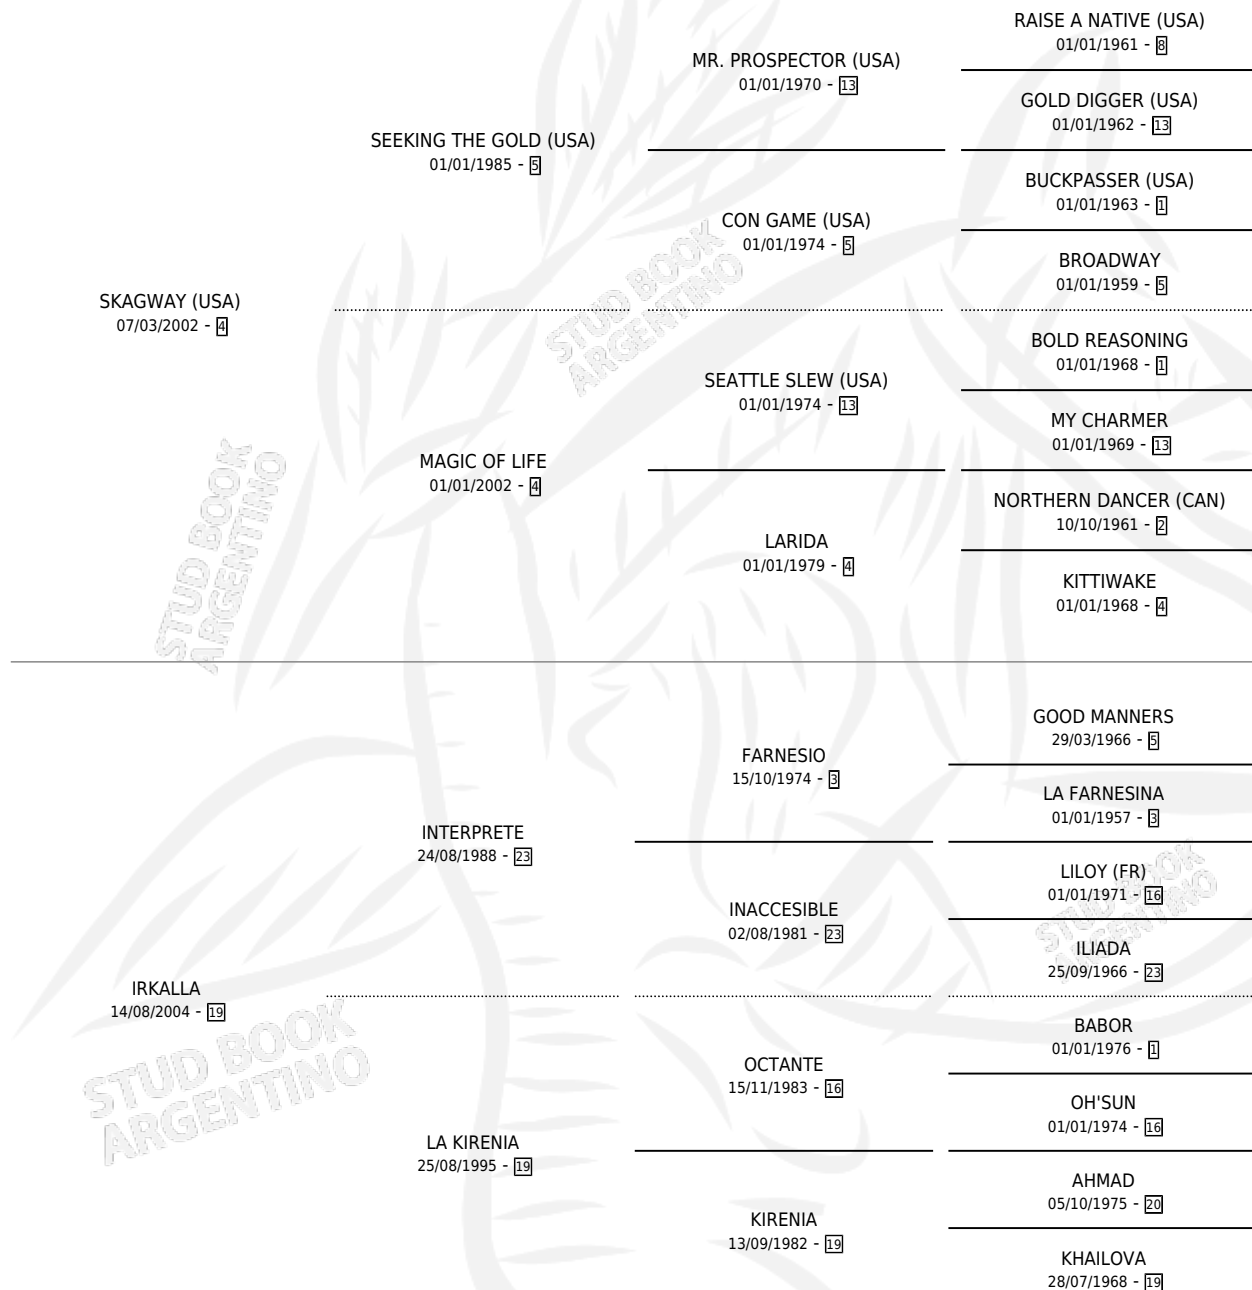 RAISE A NATIVE (USA)
01/01/1961 - 8
MR. PROSPECTOR (USA)
01/01/1970 - 13
GOLD DIGGER (USA)
01/01/1962 - 13
SEEKING THE GOLD (USA)
01/01/1985 - 5
BUCKPASSER (USA)
01/01/1963 - 1
CON GAME (USA)
01/01/1974 - 5
BROADWAY
01/01/1959 - 5
SKAGWAY (USA)
07/03/2002 - 4
BOLD REASONING
01/01/1968 - 1
SEATTLE SLEW (USA)
01/01/1974 - 13
MY CHARMER
01/01/1969 - 13
MAGIC OF LIFE
01/01/2002 - 4
NORTHERN DANCER (CAN)
10/10/1961 - 2
LARIDA
01/01/1979 - 4
KITTIWAKE
01/01/1968 - 4
GOOD MANNERS
29/03/1966 - 5
FARNESIO
15/10/1974 - 3
LA FARNESINA
01/01/1957 - 3
INTERPRETE
24/08/1988 - 23
LILOY (FR)
01/01/1971 - 16
INACCESIBLE
02/08/1981 - 23
ILIADA
25/09/1966 - 23
IRKALLA
14/08/2004 - 19
BABOR
01/01/1976 - 1
OCTANTE
15/11/1983 - 16
OH'SUN
01/01/1974 - 16
LA KIRENIA
25/08/1995 - 19
AHMAD
05/10/1975 - 20
KIRENIA
13/09/1982 - 19
KHAILOVA
28/07/1968 - 19
STUD BOOK
ARGENTINO
STUD BOOK
ARGENTINO
STUD BOOK
ARGENTINO
STUD BOOK
ARGENTINO